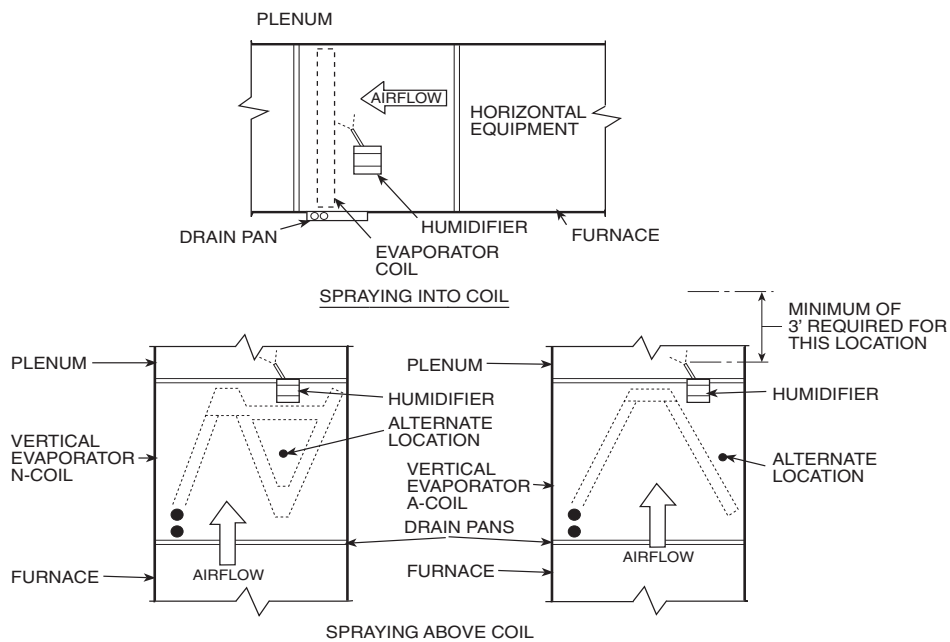 PLENUM
AIRFLOW
HORIZONTAL
EQUIPMENT
DRAIN PAN
HUMIDIFIER
FURNACE
EVAPORATOR
COIL
SPRAYING INTO COIL
MINIMUM OF
3' REQUIRED FOR
THIS LOCATION
PLENUM
HUMIDIFIER
ALTERNATE
LOCATION
VERTICAL
EVAPORATOR
N-COIL
FURNACE
AIRFLOW
DRAIN PANS
PLENUM
HUMIDIFIER
ALTERNATE
LOCATION
VERTICAL
EVAPORATOR
A-COIL
FURNACE
AIRFLOW
SPRAYING ABOVE COIL